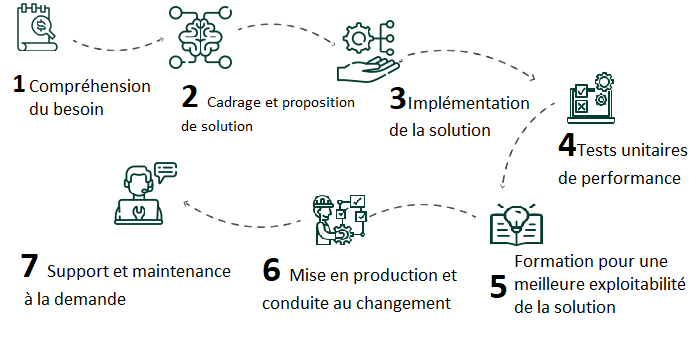 1 Compréhension
du besoin
2 Cadrage et proposition
de solution
3 Implémentation
de la solution
4 Tests unitaires
de performance
5 Formation pour une
meilleure exploitabilité
de la solution
6 Mise en production et
conduite au changement
7 Support et maintenance
à la demande